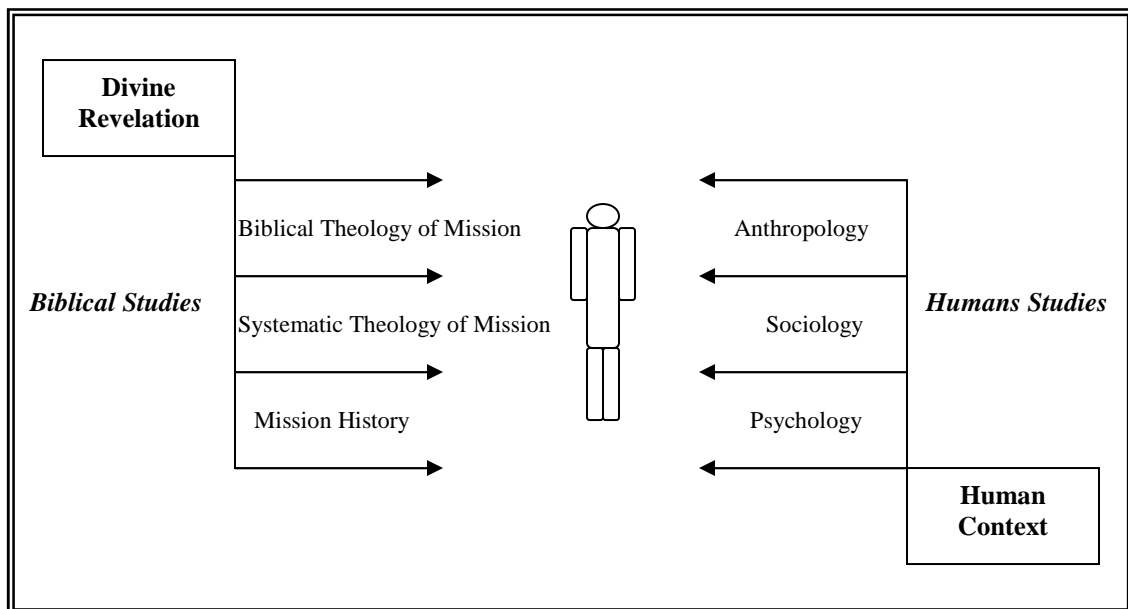 Divine
Revelation
Biblical Theology of Mission
Biblical Studies
Systematic Theology of Mission
Mission History
Anthropology
Humans Studies
Sociology
Psychology
Human
Context